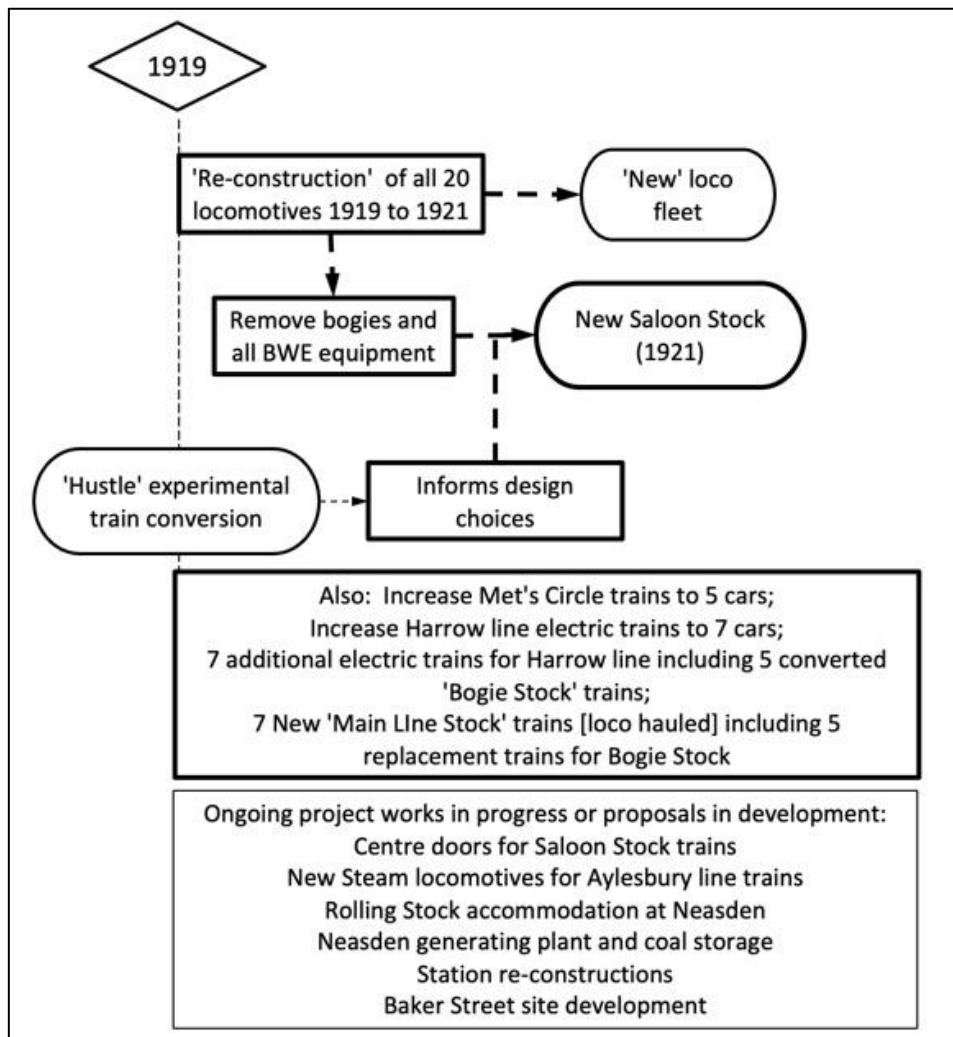 1919
'Re-construction' of all 20
locomotives 1919 to 1921
'New' loco
fleet
Remove bogies and
all BWE equipment
New Saloon Stock
(1921)
'Hustle' experimental
train conversion
Informs design
choices
Also: Increase Met's Circle trains to 5 cars;
Increase Harrow line electric trains to 7 cars;
7 additional electric trains for Harrow line including 5 converted
'Bogie Stock' trains;
7 New 'Main LIne Stock' trains [loco hauled] including 5
replacement trains for Bogie Stock
Ongoing project works in progress or proposals in development:
Centre doors for Saloon Stock trains
New Steam locomotives for Aylesbury line trains
Rolling Stock accommodation at Neasden
Neasden generating plant and coal storage
Station re-constructions
Baker Street site development